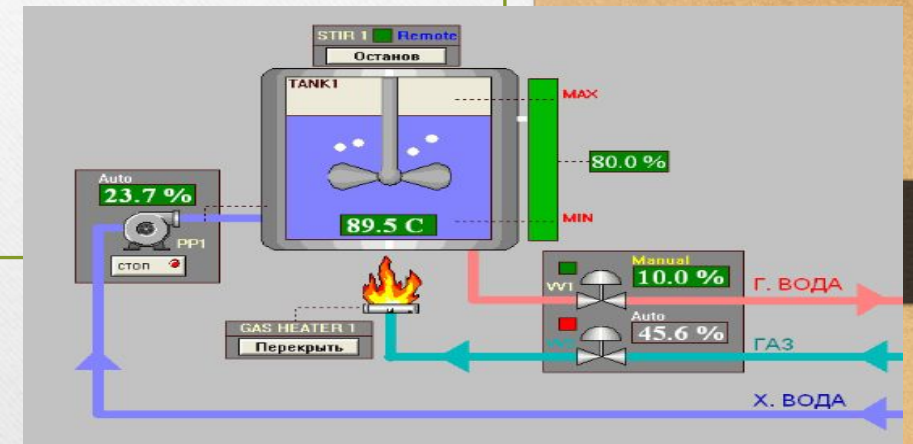 STIR 1 Remote
Останов
TANK1
MAX
80.0 %
MIN
89.5 C
Auto
23.7 %
PP1
стоп
GAS HEATER 1
Перекрыть
Manual
10.0 %
VV1
Г. ВОДА
Auto
45.6 %
ГАЗ
Х. ВОДА